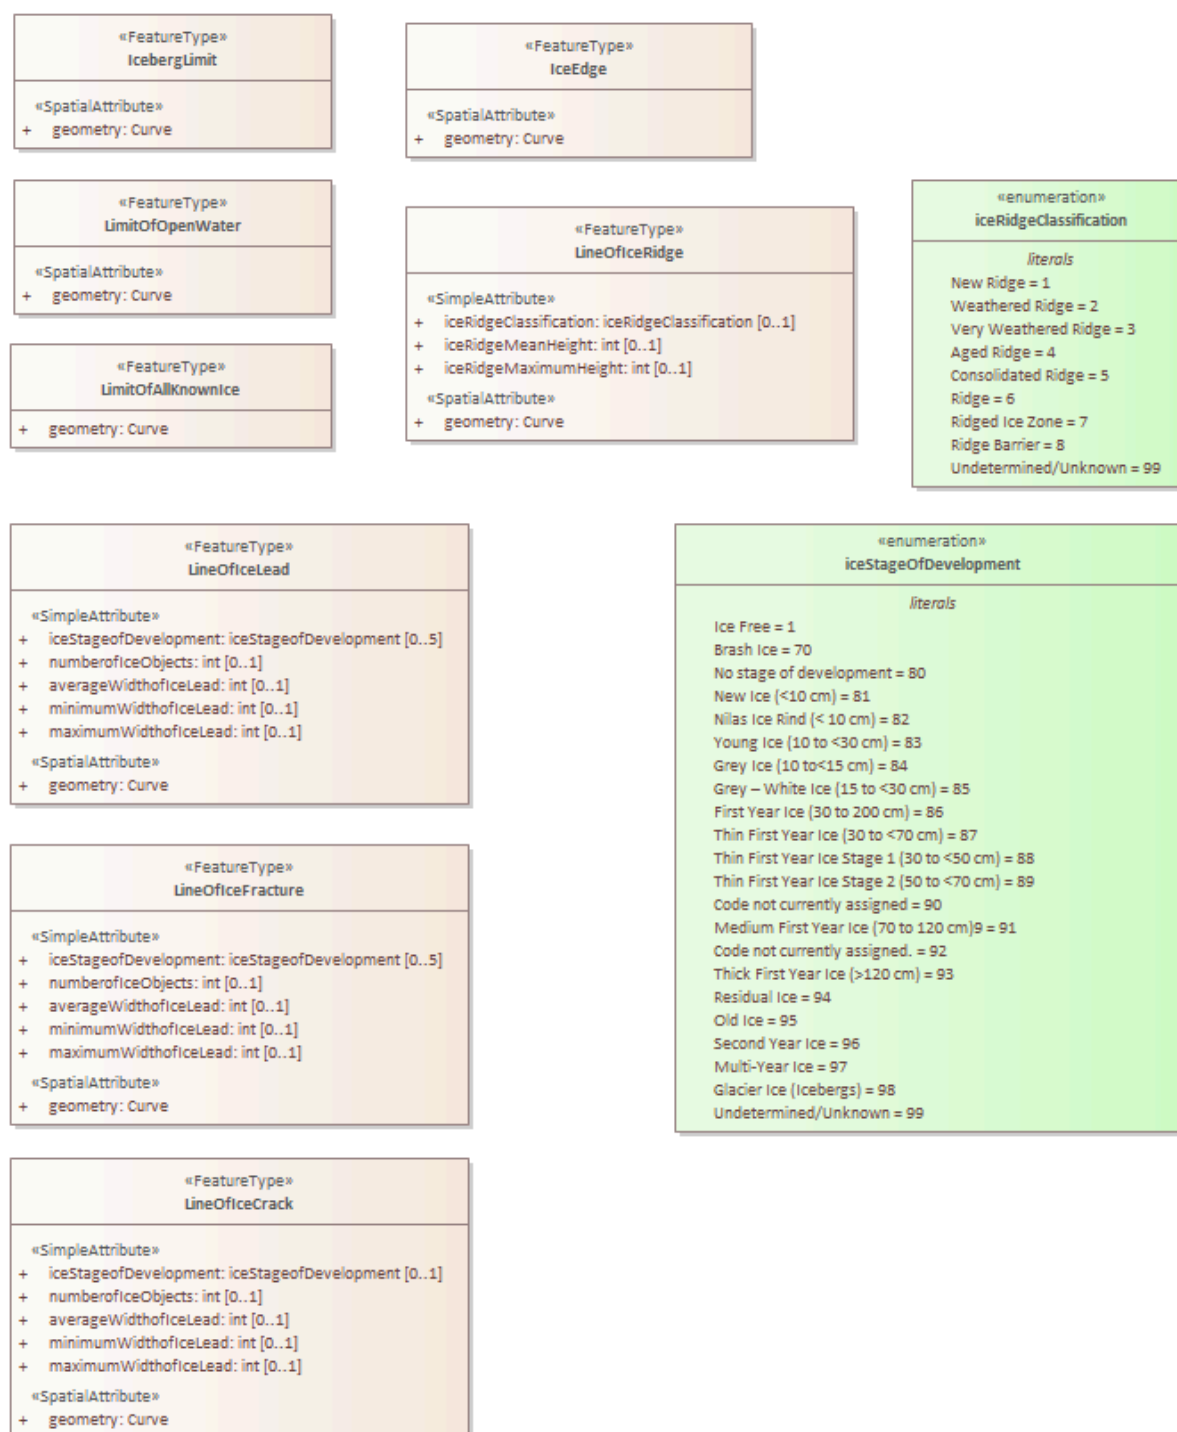 «FeatureType»
IcebergLimit
«SpatialAttribute»
+ geometry: Curve
«FeatureType»
IceEdge
«SpatialAttribute»
+ geometry: Curve
«FeatureType»
LimitOfOpenWater
«SpatialAttribute»
+ geometry: Curve
«FeatureType»
LineOfIceRidge
«SimpleAttribute»
+ iceRidgeClassification: iceRidgeClassification [0..1]
+ iceRidgeMeanHeight: int [0..1]
+ iceRidgeMaximumHeight: int [0..1]
«SpatialAttribute»
+ geometry: Curve
«enumeration»
iceRidgeClassification
literals
New Ridge = 1
Weathered Ridge = 2
Very Weathered Ridge = 3
Aged Ridge = 4
Consolidated Ridge = 5
Ridge = 6
Ridged Ice Zone = 7
Ridge Barrier = 8
Undetermined/Unknown = 99
«FeatureType»
LimitOfAllKnownIce
+ geometry: Curve
«FeatureType»
LineOfIceLead
«SimpleAttribute»
+ iceStageofDevelopment: iceStageofDevelopment [0..5]
+ numberofIceObjects: int [0..1]
+ averageWidthofIceLead: int [0..1]
+ minimumWidthofIceLead: int [0..1]
+ maximumWidthofIceLead: int [0..1]
«SpatialAttribute»
+ geometry: Curve
«enumeration»
iceStageOfDevelopment
literals
Ice Free = 1
Brash Ice = 70
No stage of development = 80
New Ice (<10 cm) = 81
Nilas Ice Rind (< 10 cm) = 82
Young Ice (10 to <30 cm) = 83
Grey Ice (10 to<15 cm) = 84
Grey – White Ice (15 to <30 cm) = 85
First Year Ice (30 to 200 cm) = 86
Thin First Year Ice (30 to <70 cm) = 87
Thin First Year Ice Stage 1 (30 to <50 cm) = 88
Thin First Year Ice Stage 2 (50 to <70 cm) = 89
Code not currently assigned = 90
Medium First Year Ice (70 to 120 cm)9 = 91
Code not currently assigned. = 92
Thick First Year Ice (>120 cm) = 93
Residual Ice = 94
Old Ice = 95
Second Year Ice = 96
Multi-Year Ice = 97
Glacier Ice (Icebergs) = 98
Undetermined/Unknown = 99
«FeatureType»
LineOfIceFracture
«SimpleAttribute»
+ iceStageofDevelopment: iceStageofDevelopment [0..5]
+ numberofIceObjects: int [0..1]
+ averageWidthofIceLead: int [0..1]
+ minimumWidthofIceLead: int [0..1]
+ maximumWidthofIceLead: int [0..1]
«SpatialAttribute»
+ geometry: Curve
«FeatureType»
LineOfIceCrack
«SimpleAttribute»
+ iceStageofDevelopment: iceStageofDevelopment [0..1]
+ numberofIceObjects: int [0..1]
+ averageWidthofIceLead: int [0..1]
+ minimumWidthofIceLead: int [0..1]
+ maximumWidthofIceLead: int [0..1]
«SpatialAttribute»
+ geometry: Curve